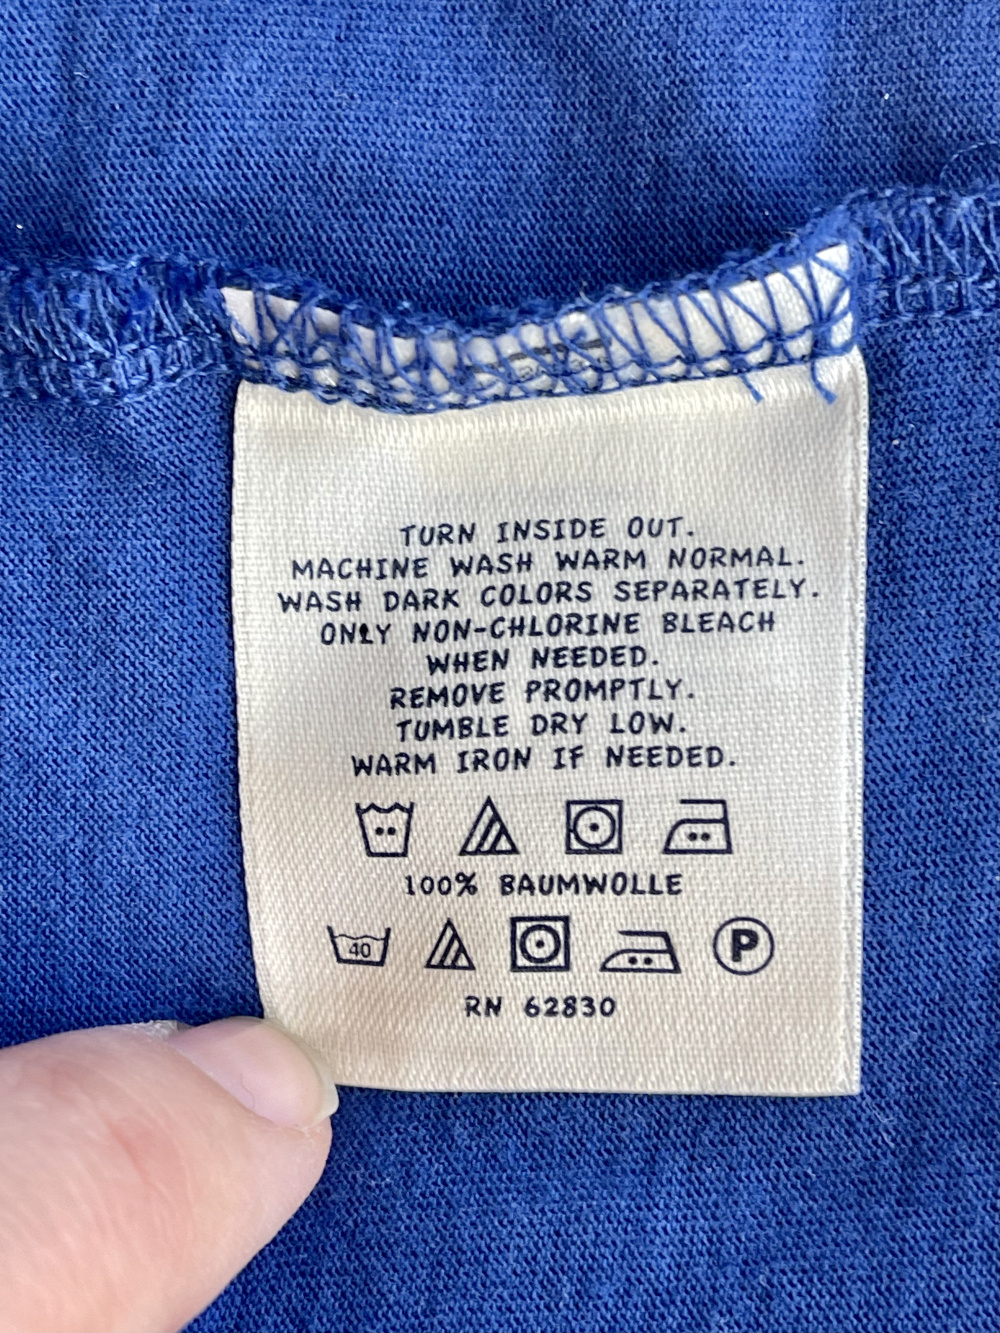 TURN INSIDE OUT.
MACHINE WASH WARM NORMAL.
WASH DARK COLORS SEPARATELY.
ONLY NON-CHLORINE BLEACH
WHEN NEEDED.
REMOVE PROMPTLY.
TUMBLE DRY LOW.
WARM IRON IF NEEDED.
100% BAUMWOLLE
40 P
RN 62830